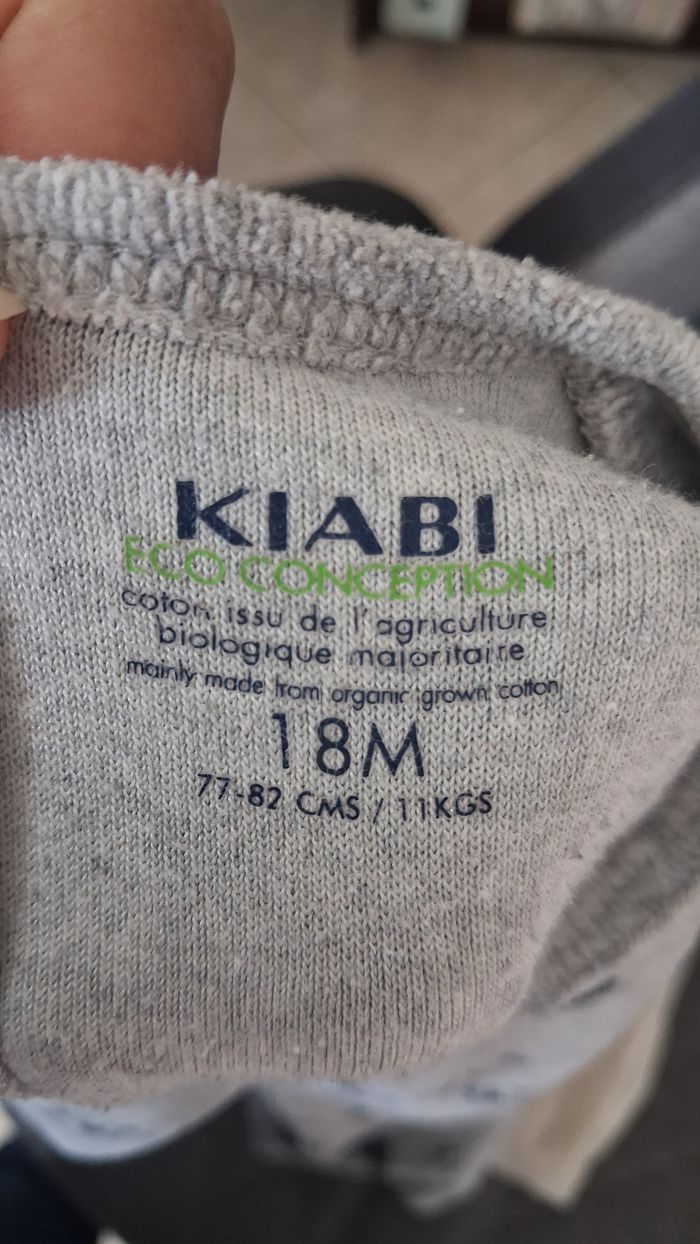 KIABI
ECO CONCEPTION
coton issu de l'agriculture
biologique majoritaire
mainly made from organic grown cotton
18M
77-82 CMS / 11KGS